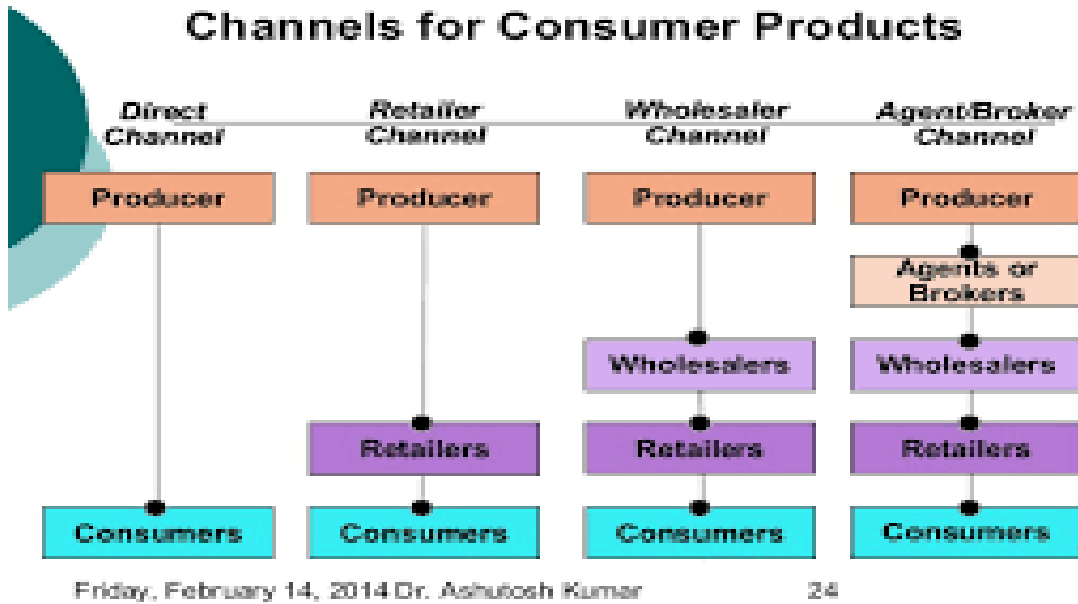 Channels for Consumer Products
Direct
Channel
Retailer
Channel
Wholesaler
Channel
Agent/Broker
Channel
Producer
Producer
Producer
Producer
Agents or
Brokers
Wholesalers
Wholesalers
Retailers
Retailers
Retailers
Consumers
Consumers
Consumers
Consumers
Friday, February 14, 2014 Dr. Ashutosh Kumar
24